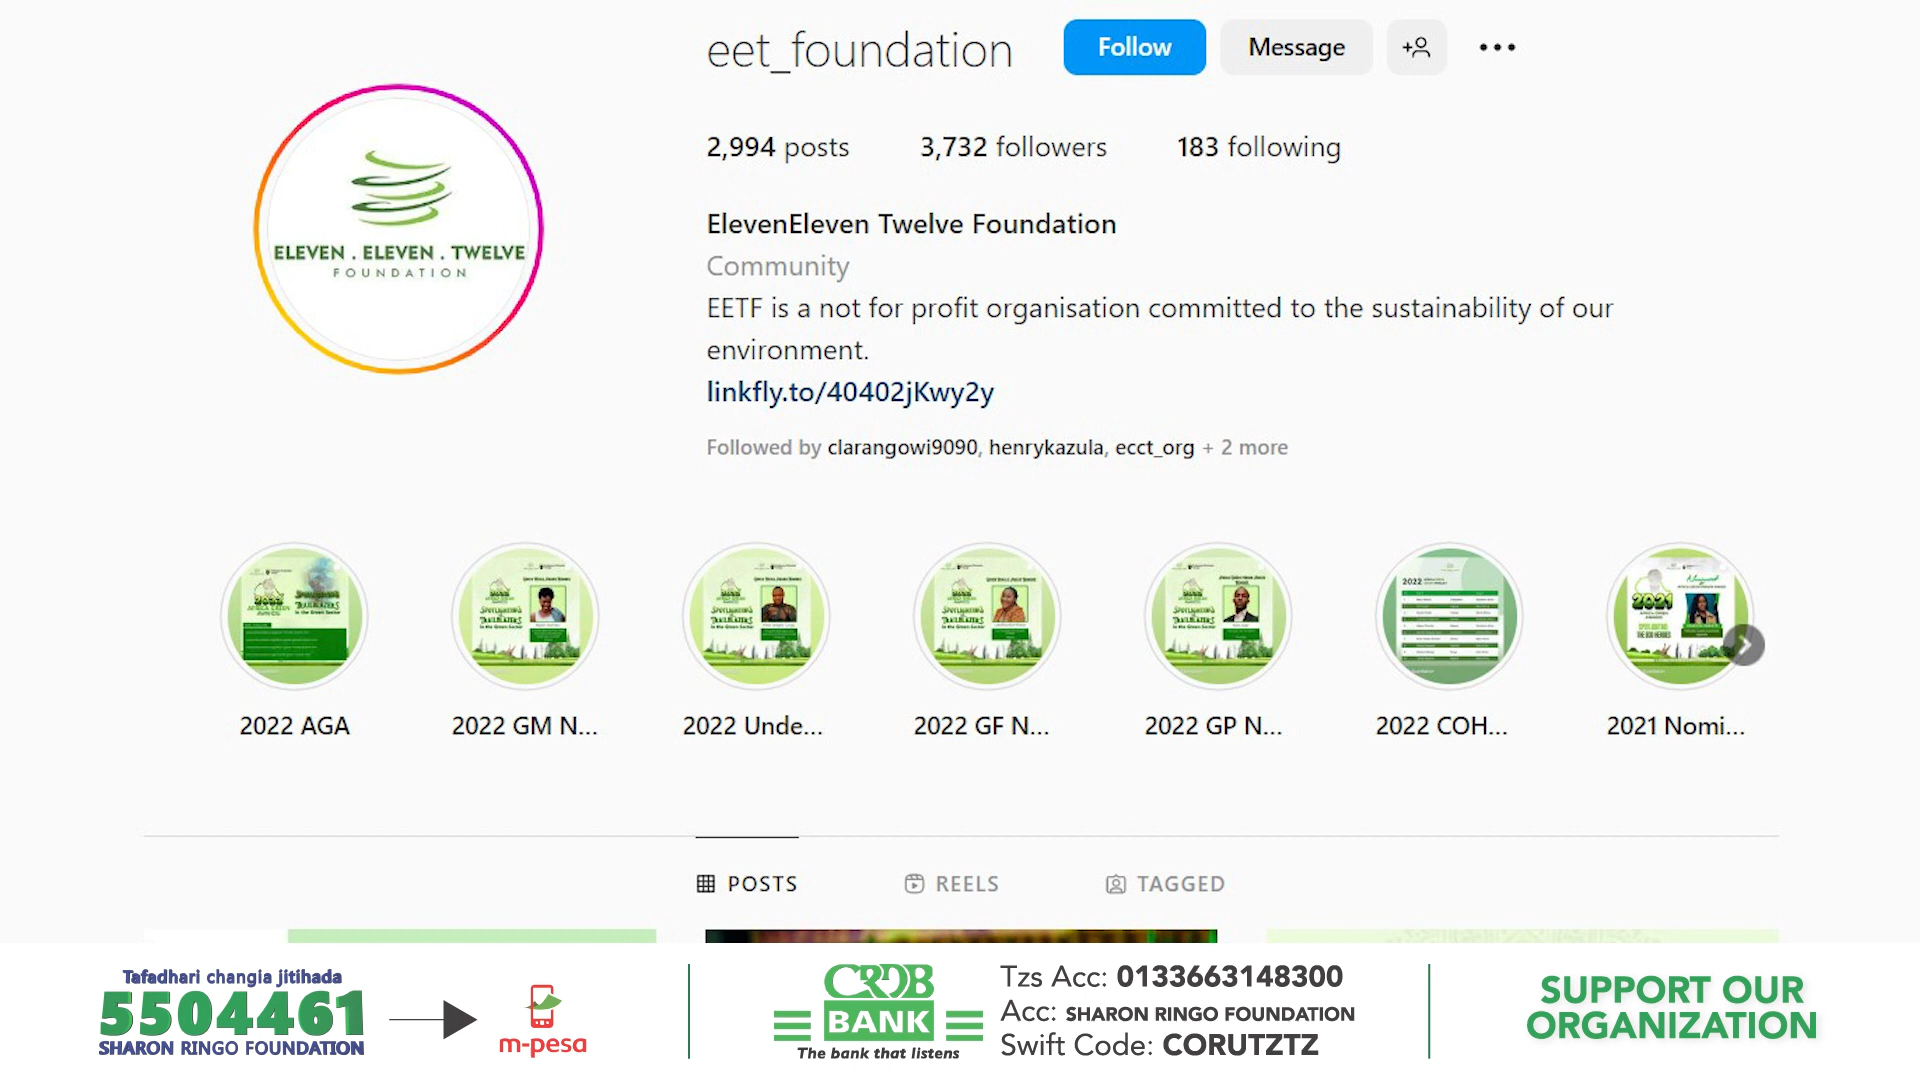 eet_foundation
Follow
Message
2,994 posts
3,732 followers
183 following
ELEVEN . ELEVEN . TWELVE
FOUNDATION
ElevenEleven Twelve Foundation
Community
EETF is a not for profit organisation committed to the sustainability of our
environment.
linkfly.to/40402jKwy2y
Followed by clarangowi9090, henrykazula, ecct_org + 2 more
2022 AGA
2022 GM N...
2022 Unde...
2022 GF N...
2022 GP N...
2022 COH...
2021 Nomi...
POSTS
REELS
TAGGED
Tafadhari changia jitihada
5504461
SHARON RINGO FOUNDATION
m-pesa
CRDB
BANK
The bank that listens
Tzs Acc: 0133663148300
Acc: SHARON RINGO FOUNDATION
Swift Code: CORUTZTZ
SUPPORT OUR
ORGANIZATION